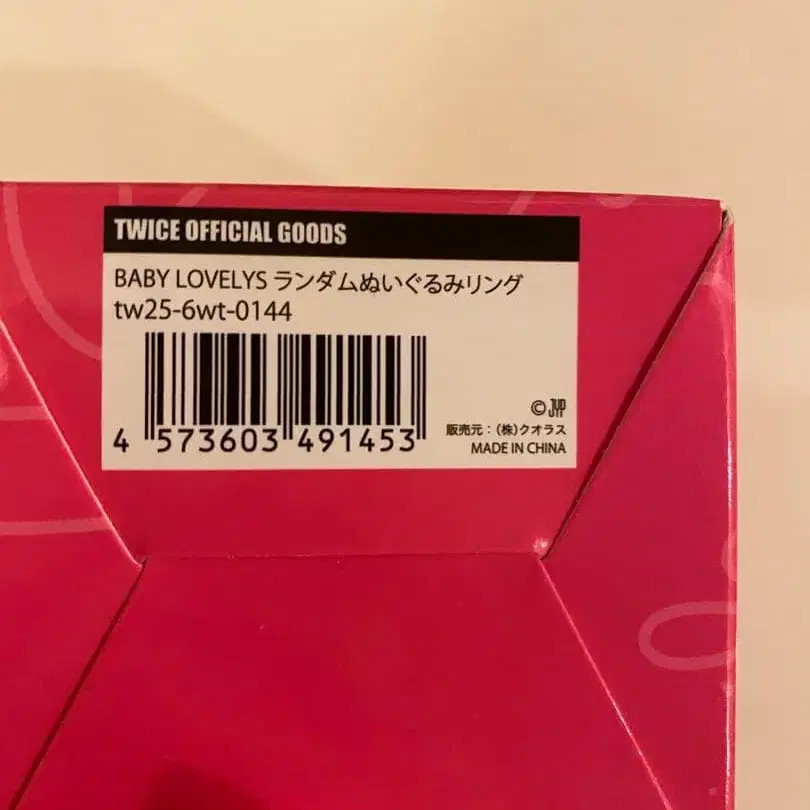 TWICE OFFICIAL GOODS
BABY LOVELYS ランダムぬいぐるみリング
tw25-6wt-0144
4 573603 491453
©
販売元：(株)クオラス
MADE IN CHINA